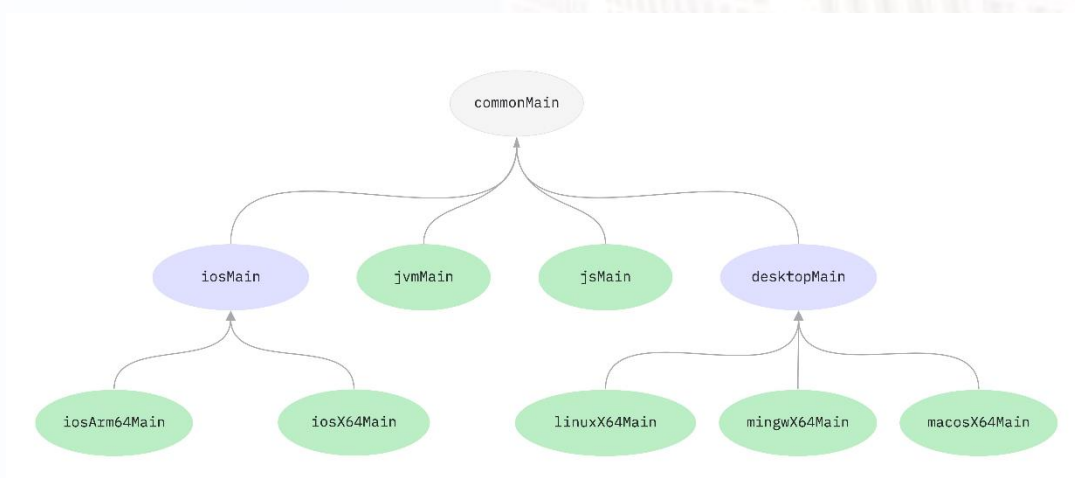 commonMain
iosMain
jvmMain
jsMain
desktopMain
iosArm64Main
iosX64Main
linuxX64Main
mingwX64Main
macosX64Main